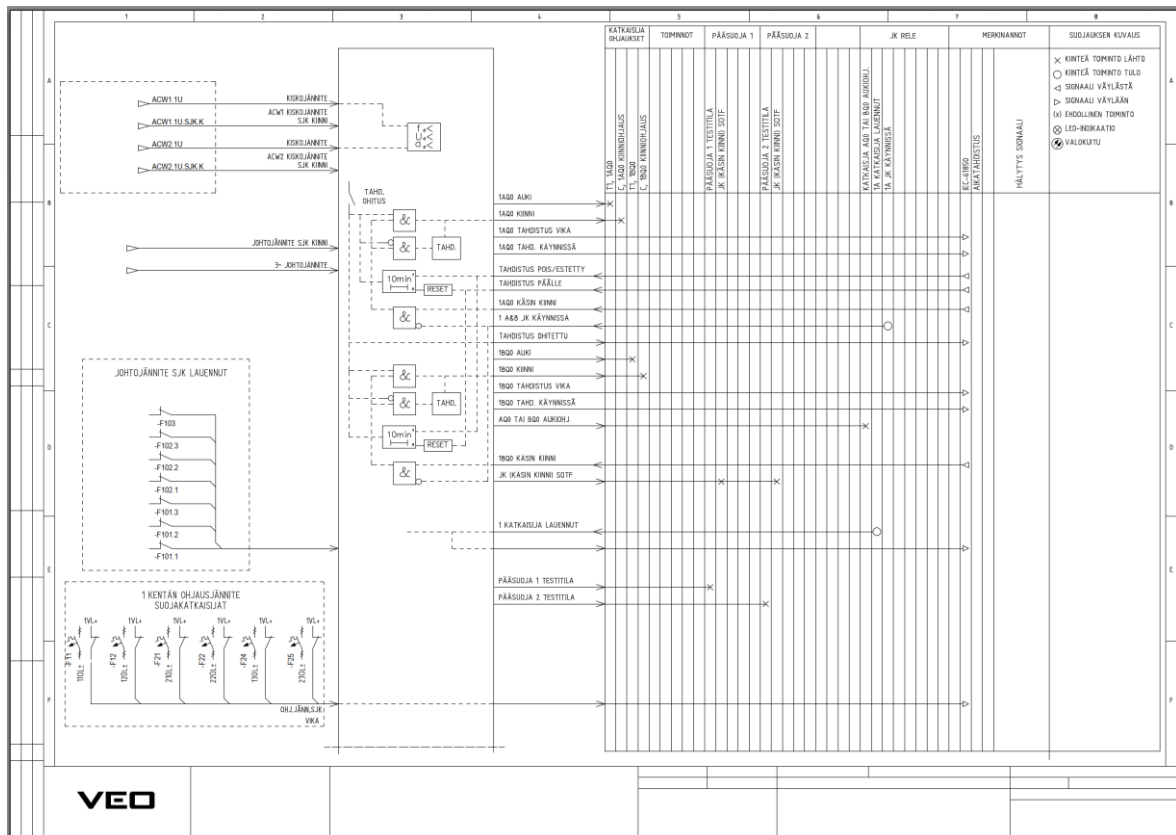 1 2 3 4 5 6 7 8
KATKAISIJA OHJAUKSET
TOIMINNOT
PÄÄSUOJA 1
PÄÄSUOJA 2
JK RELE
MERKINANNOT
SUOJAUKSEN KUVAUS
KIINTEÄ TOIMINTO LÄHTÖ
KIINTEÄ TOIMINTO TULO
SIGNAALI VÄYLÄSTÄ
SIGNAALI VÄYLÄÄN
(x) EHDOLLINEN TOIMINTO
LED-INDIKAATIO
VALOKUITU
T1, 1AQ0
C, 1AQ0 KIINNIOHJAUS
T1, 1BQ0
C, 1BQ0 KIINNIOHJAUS
PÄÄSUOJA 1 TESTITILA
JK (KÄSIN KIINNI) SOTF
PÄÄSUOJA 2 TESTITILA
JK (KÄSIN KIINNI) SOTF
KATKAISIJA AQ0 TAI BQ0 AUKIOHJ.
1A KATKAISIJA LAUENNUT
1A JK KÄYNNISSÄ
IEC-61850
AIKATAHDISTUS
HÄLYTYS SIGNAALI
A
B
C
D
E
F
ACW1.1U
KISKOJÄNNITE
ACW1.1U.SJK.K
ACW1 KISKOJÄNNITE
SJK KIINNI
ACW2.1U
KISKOJÄNNITE
ACW2.1U.SJK.K
ACW2 KISKOJÄNNITE
SJK KIINNI
JOHTOJÄNNITE SJK KIINNI
3~ JOHTOJÄNNITE
TAHD.
OHITUS
&
&
TAHD.
10min
RESET
&
&
&
TAHD.
10min
RESET
&
1AQ0 AUKI
1AQ0 KIINNI
1AQ0 TAHDISTUS VIKA
1AQ0 TAHD. KÄYNNISSÄ
TAHDISTUS POIS/ESTETTY
TAHDISTUS PÄÄLLE
1AQ0 KÄSIN KIINNI
1 A&B JK KÄYNNISSÄ
TAHDISTUS OHITETTU
1BQ0 AUKI
1BQ0 KIINNI
1BQ0 TAHDISTUS VIKA
1BQ0 TAHD. KÄYNNISSÄ
AQ0 TAI BQ0 AUKIOHJ.
1BQ0 KÄSIN KIINNI
JK (KÄSIN KIINNI) SOTF
1 KATKAISIJA LAUENNUT
PÄÄSUOJA 1 TESTITILA
PÄÄSUOJA 2 TESTITILA
JOHTOJÄNNITE SJK LAUENNUT
-F103
-F102.3
-F102.2
-F102.1
-F101.3
-F101.2
-F101.1
1 KENTÄN OHJAUSJÄNNITE
SUOJAKATKAISIJAT
1VL+ 1VL+ 1VL+ 1VL+ 1VL+ 1VL+
-F11 -F12 -F21 -F22 -F24 -F25
110L± 120L± 210L± 220L± 130L± 230L±
OHJ.JÄNN.SJK
VIKA
VEO